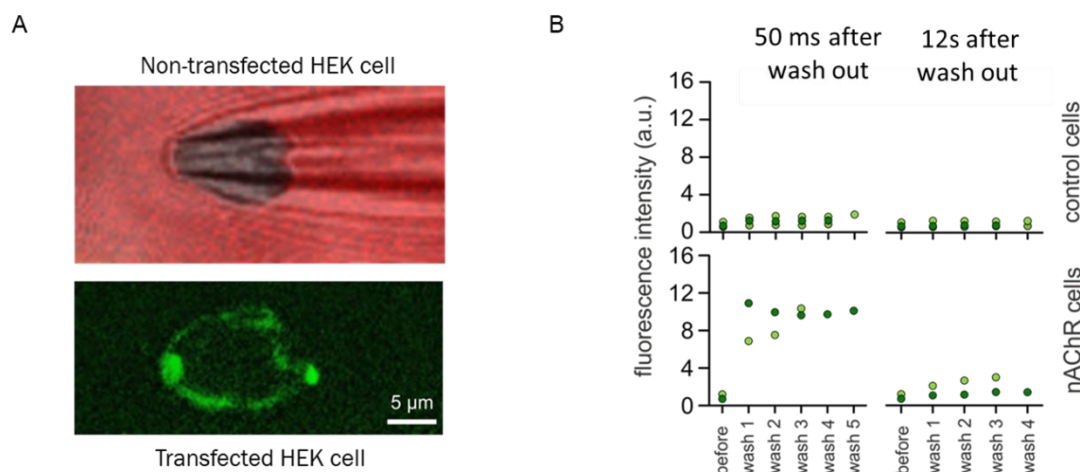 A
Non-transfected HEK cell
5 µm
Transfected HEK cell
B
50 ms after
wash out
12s after
wash out
fluorescence intensity (a.u.)
16
12
8
4
0
16
12
8
4
0
control cells
nAChR cells
before
wash 1
wash 2
wash 3
wash 4
wash 5
before
wash 1
wash 2
wash 3
wash 4